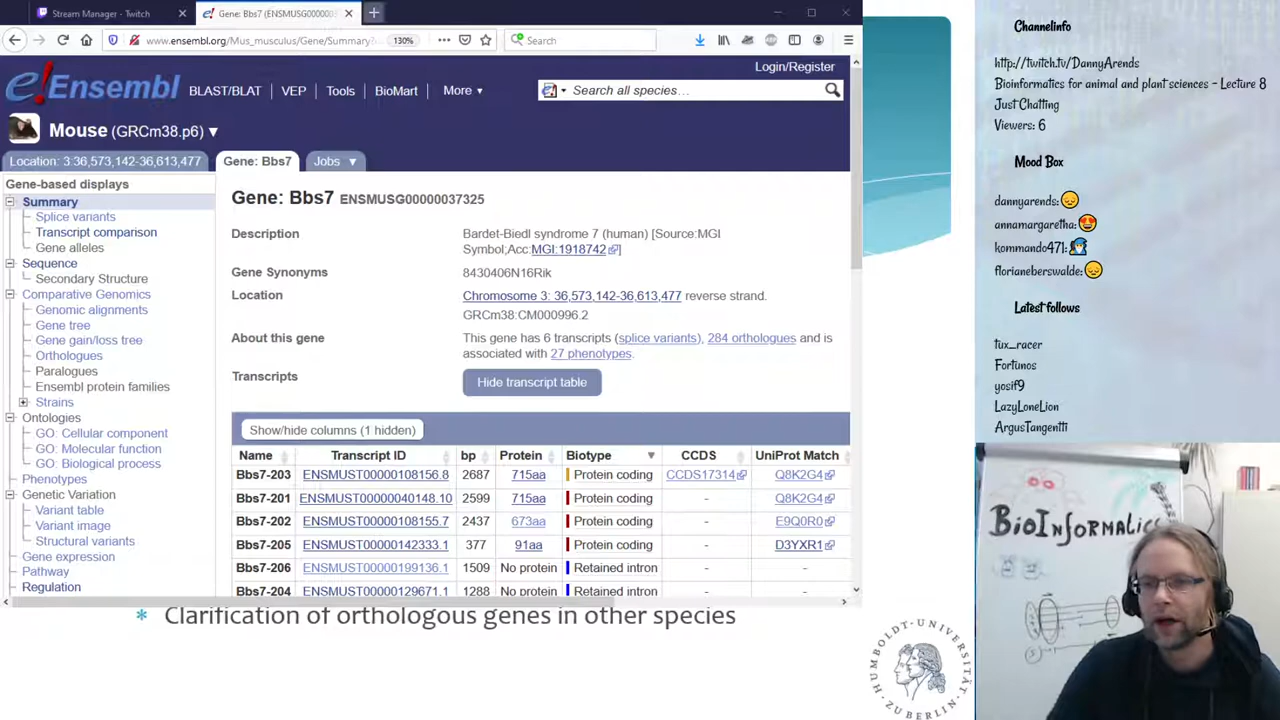 Stream Manager - Twitch
Gene: Bbs7 (ENSMUSG00000037325
www.ensembl.org/Mus_musculus/Gene/Summary?
130%
Search
Login/Register
e!Ensembl
BLAST/BLAT
VEP
Tools
BioMart
More
Search all species…
Mouse (GRCm38.p6)
Location: 3:36,573,142-36,613,477
Gene: Bbs7
Jobs
Gene-based displays
Summary
Splice variants
Transcript comparison
Gene alleles
Sequence
Secondary Structure
Comparative Genomics
Genomic alignments
Gene tree
Gene gain/loss tree
Orthologues
Paralogues
Ensembl protein families
Strains
Ontologies
GO: Cellular component
GO: Molecular function
GO: Biological process
Phenotypes
Genetic Variation
Variant table
Variant image
Structural variants
Gene expression
Pathway
Regulation
Gene: Bbs7 ENSMUSG00000037325
Description
Bardet-Biedl syndrome 7 (human) [Source:MGI
Symbol;Acc:MGI:1918742]
Gene Synonyms
8430406N16Rik
Location
Chromosome 3: 36,573,142-36,613,477 reverse strand.
GRCm38:CM000996.2
About this gene
This gene has 6 transcripts (splice variants), 284 orthologues and is
associated with 27 phenotypes.
Transcripts
Hide transcript table
Show/hide columns (1 hidden)
Name Transcript ID bp Protein Biotype CCDS UniProt Match
Bbs7-203 ENSMUST00000108156.8 2687 715aa Protein coding CCDS17314 Q8K2G4
Bbs7-201 ENSMUST00000040148.10 2599 715aa Protein coding - Q8K2G4
Bbs7-202 ENSMUST00000108155.7 2437 673aa Protein coding - E9Q0R0
Bbs7-205 ENSMUST00000142333.1 377 91aa Protein coding - D3YXR1
Bbs7-206 ENSMUST00000199136.1 1509 No protein Retained intron - -
Bbs7-204 ENSMUST00000129671.1 1288 No protein Retained intron - -
* Clarification of orthologous genes in other species
HUMBOLDT-UNIVERSITÄT
ZU BERLIN
Channelinfo
http://twitch.tv/DannyArends
Bioinformatics for animal and plant sciences - Lecture 8
Just Chatting
Viewers: 6
Mood Box
dannyarends:
annamargaretha:
kommando471:
florianeberswalde:
Latest follows
tux_racer
Fortunos
yosif9
LazyLoneLion
ArgusTangentti
BioInformatics